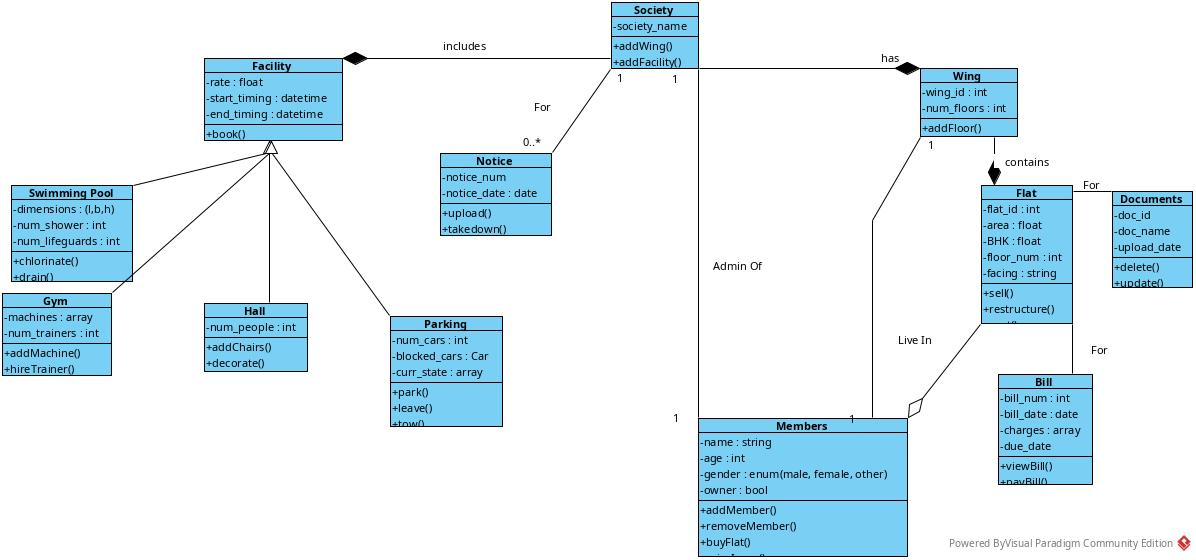 Society
-society_name
+addWing()
+addFacility()
includes
has
1
1
For
0..*
Facility
-rate : float
-start_timing : datetime
-end_timing : datetime
+book()
Wing
-wing_id : int
-num_floors : int
+addFloor()
1
contains
Notice
-notice_num
-notice_date : date
+upload()
+takedown()
Swimming Pool
-dimensions : (l,b,h)
-num_shower : int
-num_lifeguards : int
+chlorinate()
+drain()
Flat
-flat_id : int
-area : float
-BHK : float
-floor_num : int
-facing : string
+sell()
+restructure()
For
Documents
-doc_id
-doc_name
-upload_date
+delete()
+update()
Admin Of
Gym
-machines : array
-num_trainers : int
+addMachine()
+hireTrainer()
Hall
-num_people : int
+addChairs()
+decorate()
Parking
-num_cars : int
-blocked_cars : Car
-curr_state : array
+park()
+leave()
+tow()
Live In
For
Bill
-bill_num : int
-bill_date : date
-charges : array
-due_date
+viewBill()
+payBill()
1
1
Members
-name : string
-age : int
-gender : enum(male, female, other)
-owner : bool
+addMember()
+removeMember()
+buyFlat()
Powered ByVisual Paradigm Community Edition